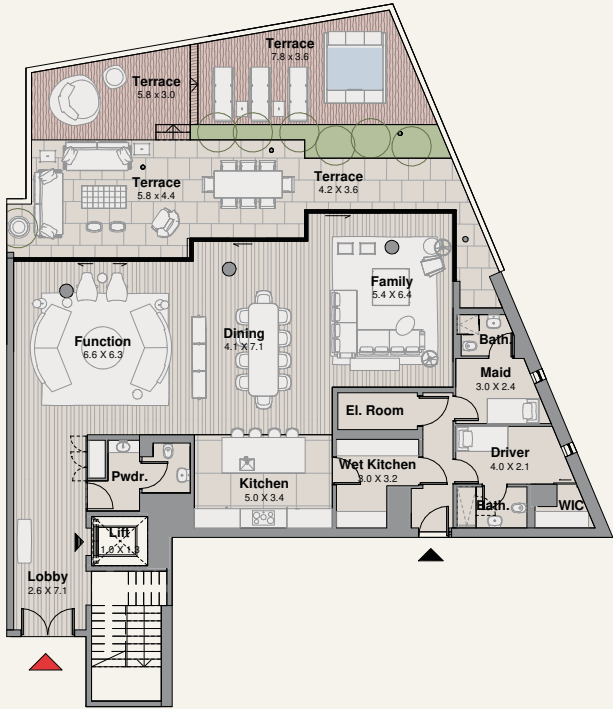 Terrace
7.8 x 3.6
Terrace
5.8 x 3.0
Terrace
5.8 x 4.4
Terrace
4.2 X 3.6
Family
5.4 X 6.4
Function
6.6 X 6.3
Dining
4.1 X 7.1
Bath.
Maid
3.0 X 2.4
El. Room
Driver
4.0 X 2.1
Wet Kitchen
3.0 X 3.2
Kitchen
5.0 X 3.4
Pwdr.
Bath.
WIC
Lift
1.9 X 1.3
Lobby
2.6 X 7.1